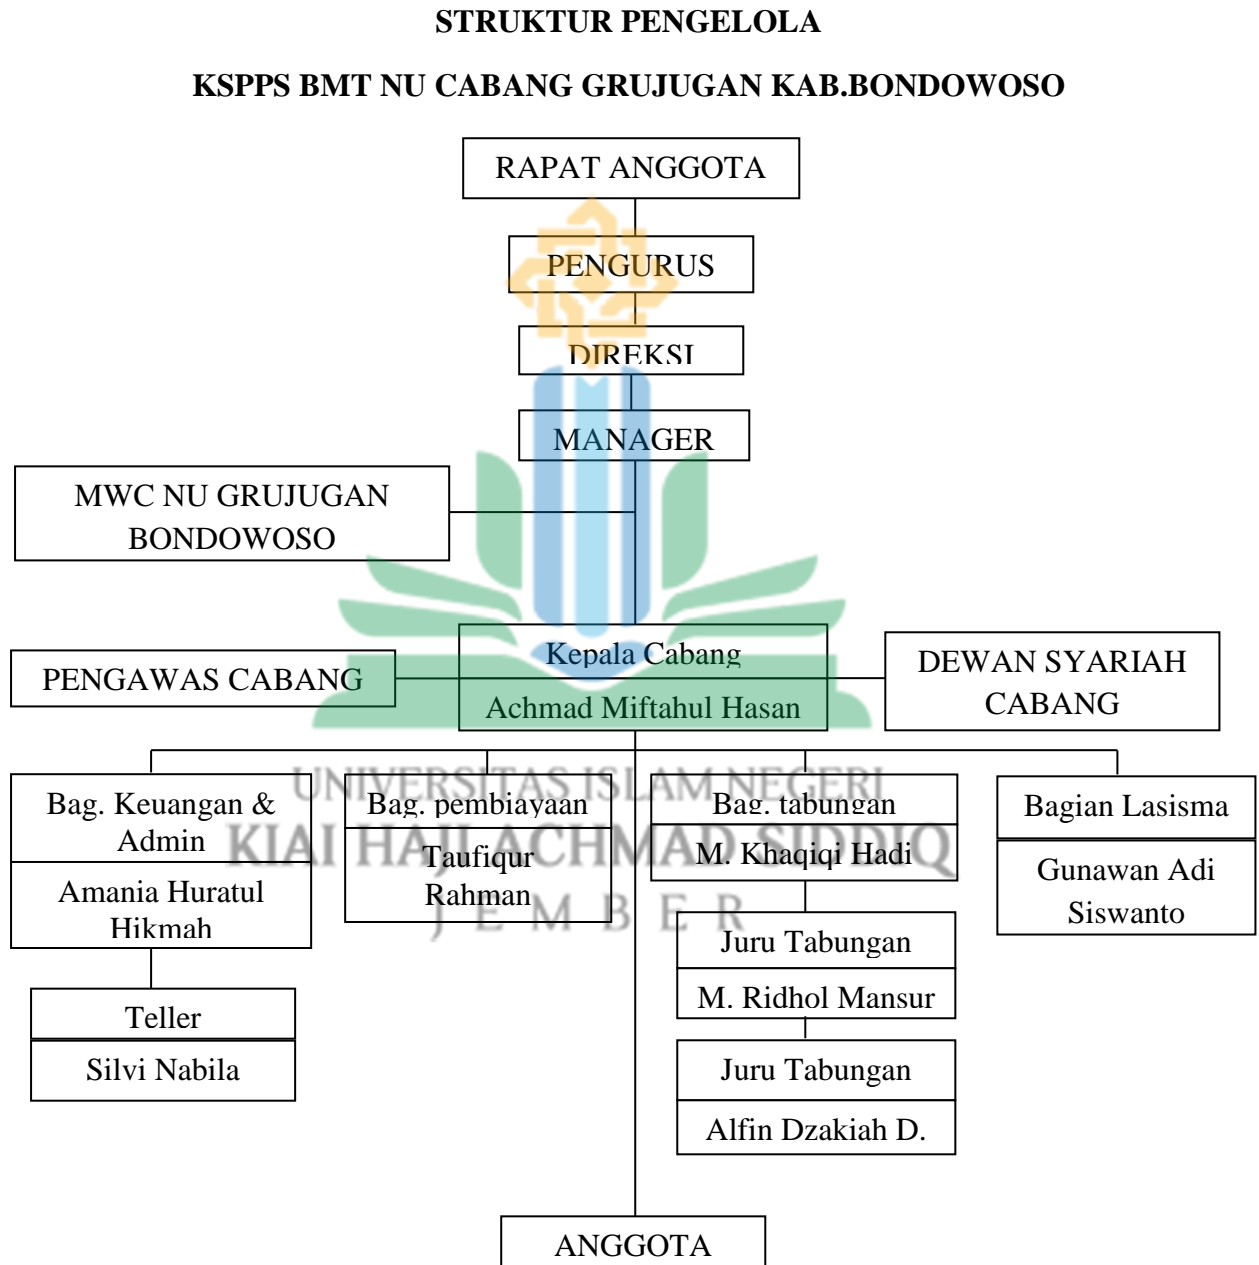 STRUKTUR PENGELOLA
KSPPS BMT NU CABANG GRUJUGAN KAB.BONDOWOSO
RAPAT ANGGOTA
PENGURUS
DIREKSI
MANAGER
MWC NU GRUJUGAN
BONDOWOSO
Kepala Cabang
Achmad Miftahul Hasan
PENGAWAS CABANG
DEWAN SYARIAH
CABANG
UNIVERSITAS ISLAM NEGERI
KIAI HAJI ACHMAD SIDDIQ
JEMBER
Bag. Keuangan &
Admin
Amania Huratul
Hikmah
Teller
Silvi Nabila
Bag. pembiayaan
Taufiqur
Rahman
Bag. tabungan
M. Khaqiqi Hadi
Juru Tabungan
M. Ridhol Mansur
Juru Tabungan
Alfin Dzakiah D.
Bagian Lasisma
Gunawan Adi
Siswanto
ANGGOTA